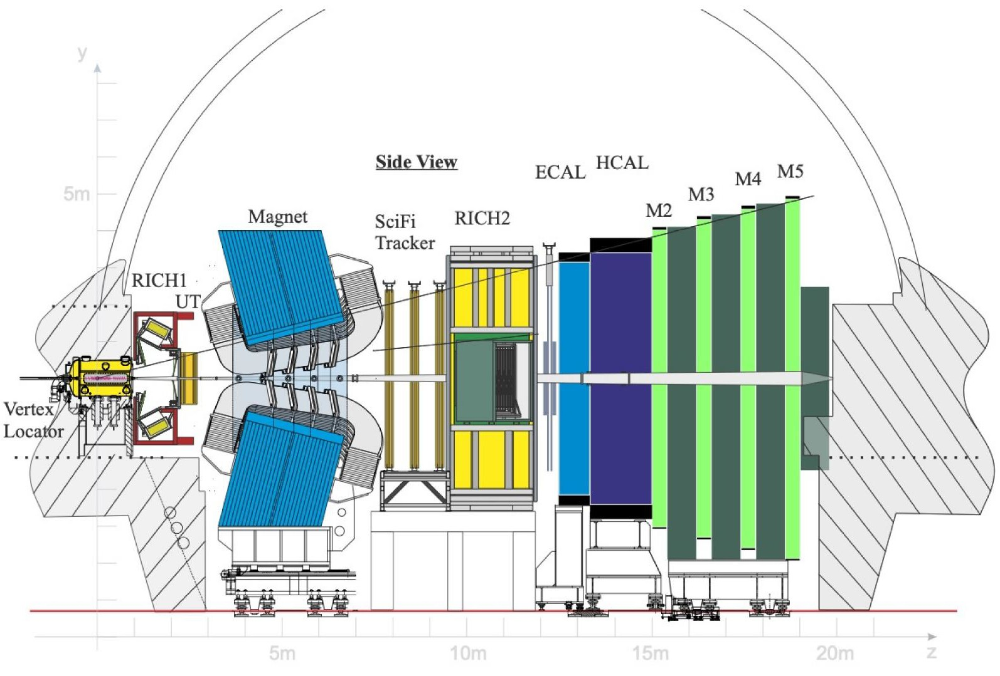 y
Side View
ECAL
HCAL
M5
M4
M3
M2
5m
Magnet
SciFi
Tracker
RICH2
RICH1
UT
Vertex
Locator
5m
10m
15m
20m
z